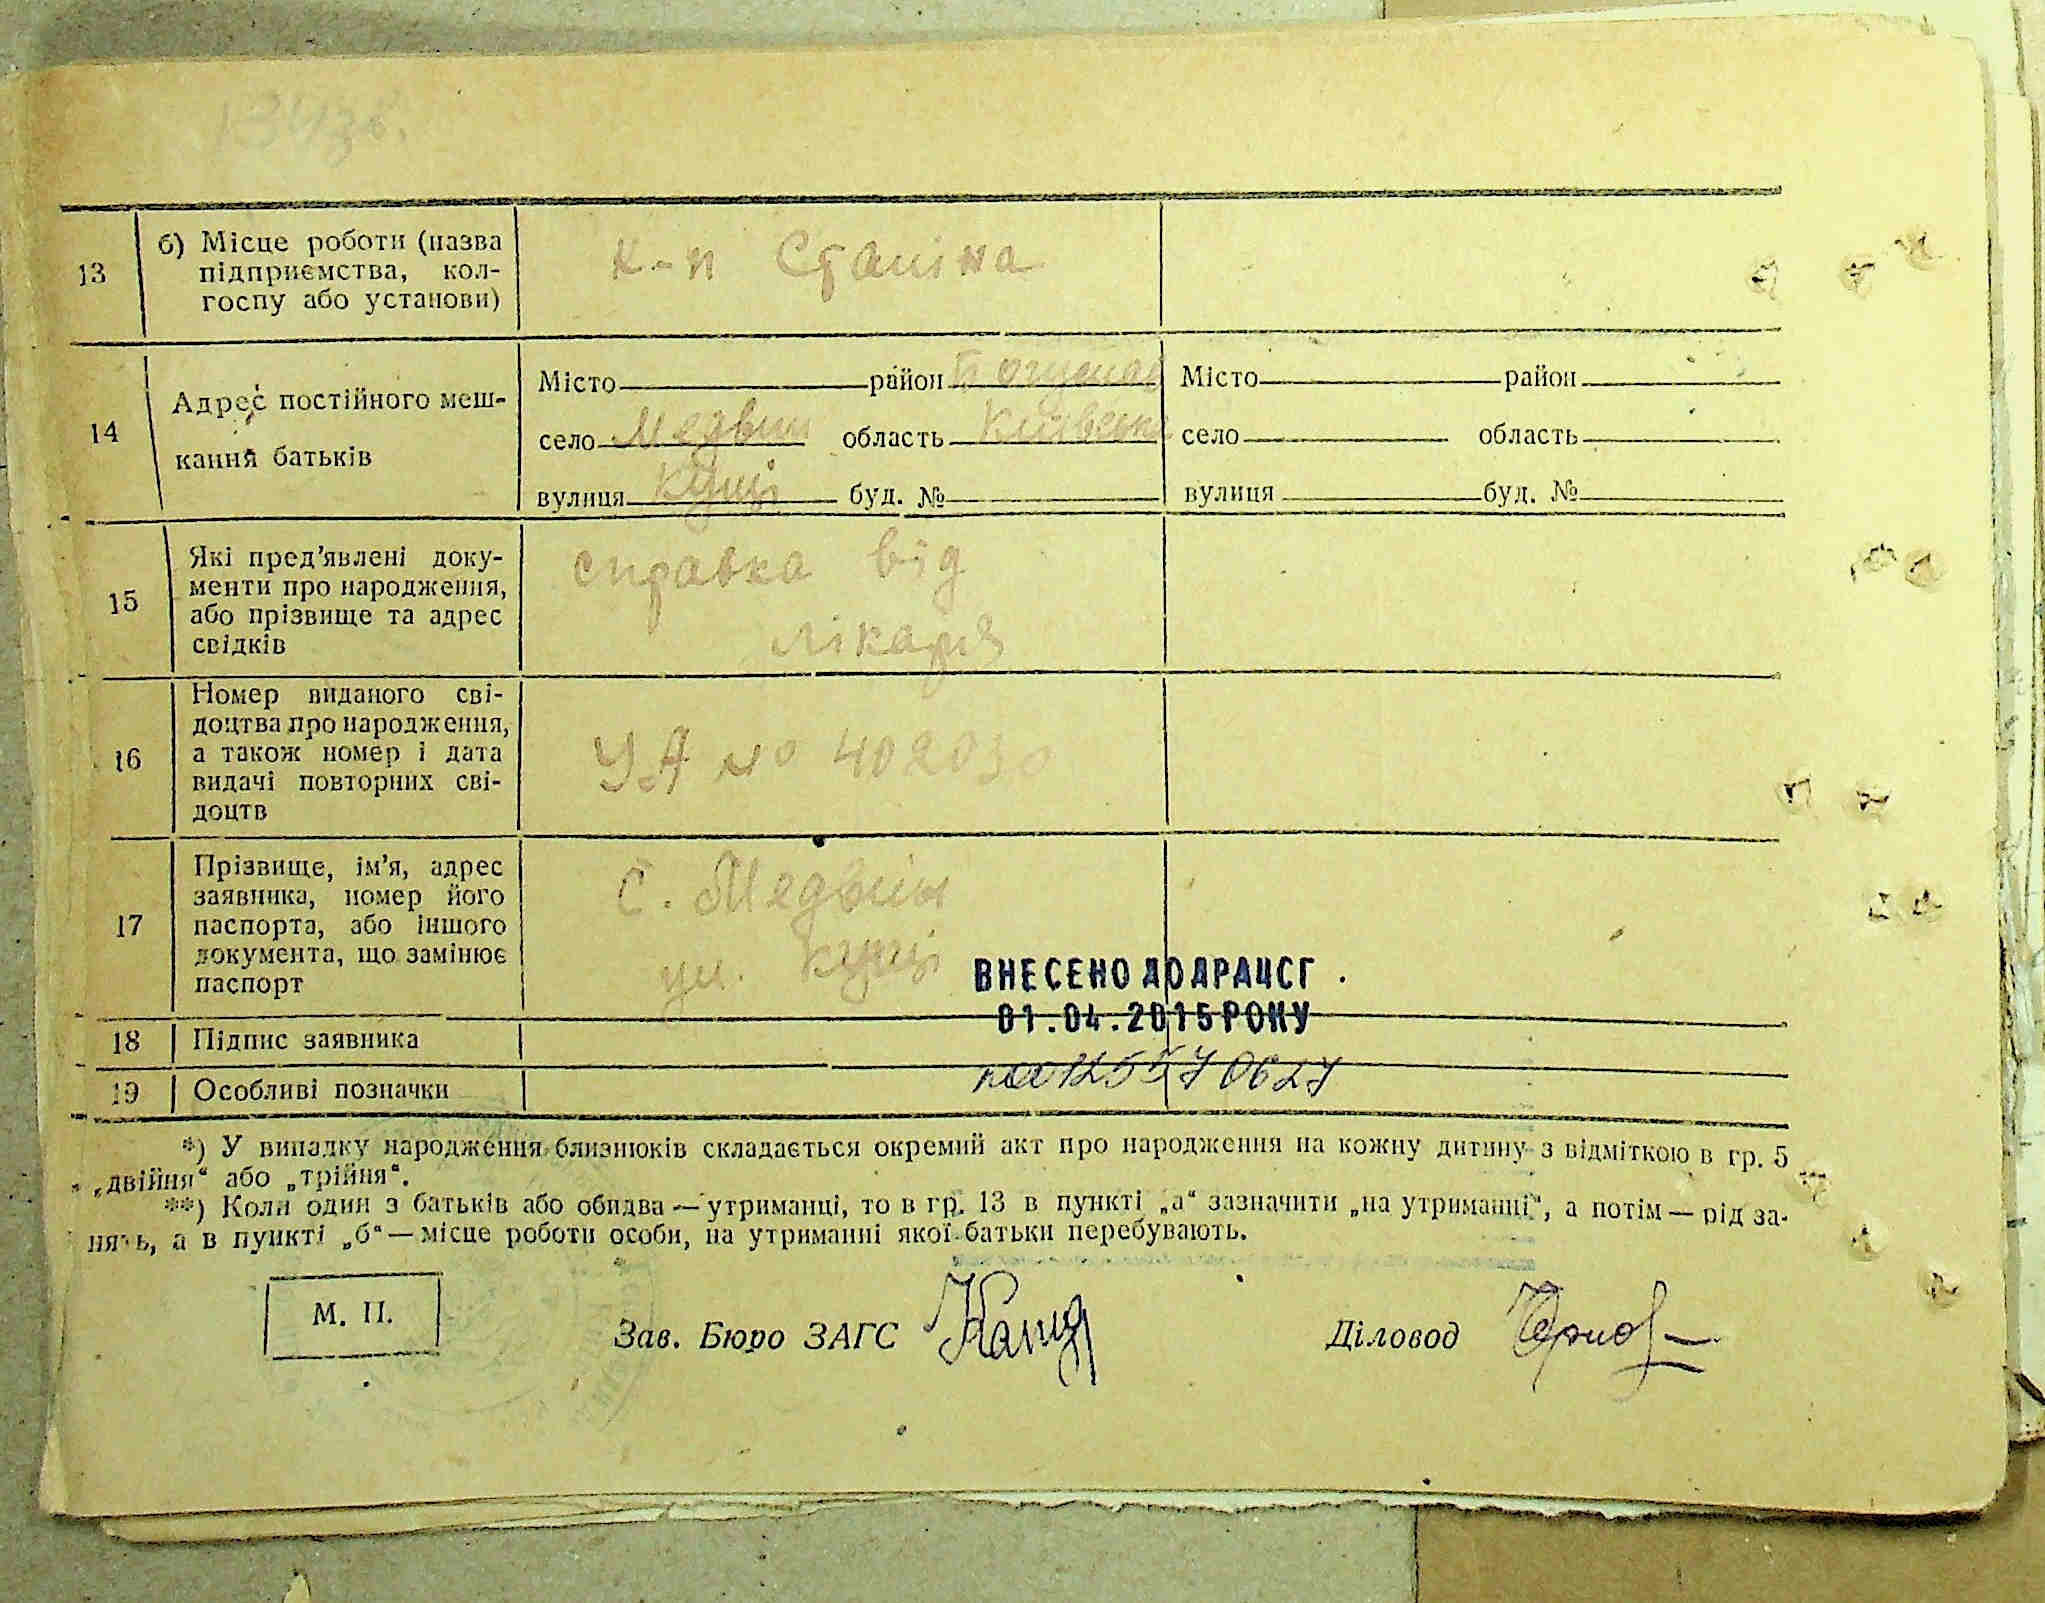 134зв.
13
б) Місце роботи (назва
підприємства, кол-
госпу або установи)
к-п Сталіна
14
Адрес постійного меш-
кання батьків
Місто район Богуслав
село Медвин область Київська
вулиця Куці буд. №
Місто район
село область
вулиця буд. №
15
Які пред’явлені доку-
менти про народження,
або прізвище та адрес
свідків
справка від
лікаря
16
Номер виданого сві-
доцтва про народження,
а також номер і дата
видачі повторних сві-
доцтв
УА № 402030
17
Прізвище, ім’я, адрес
заявника, номер його
паспорта, або іншого
документа, що замінює
паспорт
С. Медвин
ул. Куці
ВНЕСЕНО ДО ДРАЦСГ
01.04.2015 РОКУ
18
Підпис заявника
19
Особливі позначки
12557 0627
*) У випадку народження близнюків складається окремий акт про народження на кожну дитину з відміткою в гр. 5
„двійня“ або „трійня“.
**) Коли один з батьків або обидва — утриманці, то в гр. 13 в пункті „а“ зазначити „на утриманні“, а потім — рід за-
нять, а в пункті „б“ — місце роботи особи, на утриманні якої батьки перебувають.
М. П.
Зав. Бюро ЗАГС
Діловод